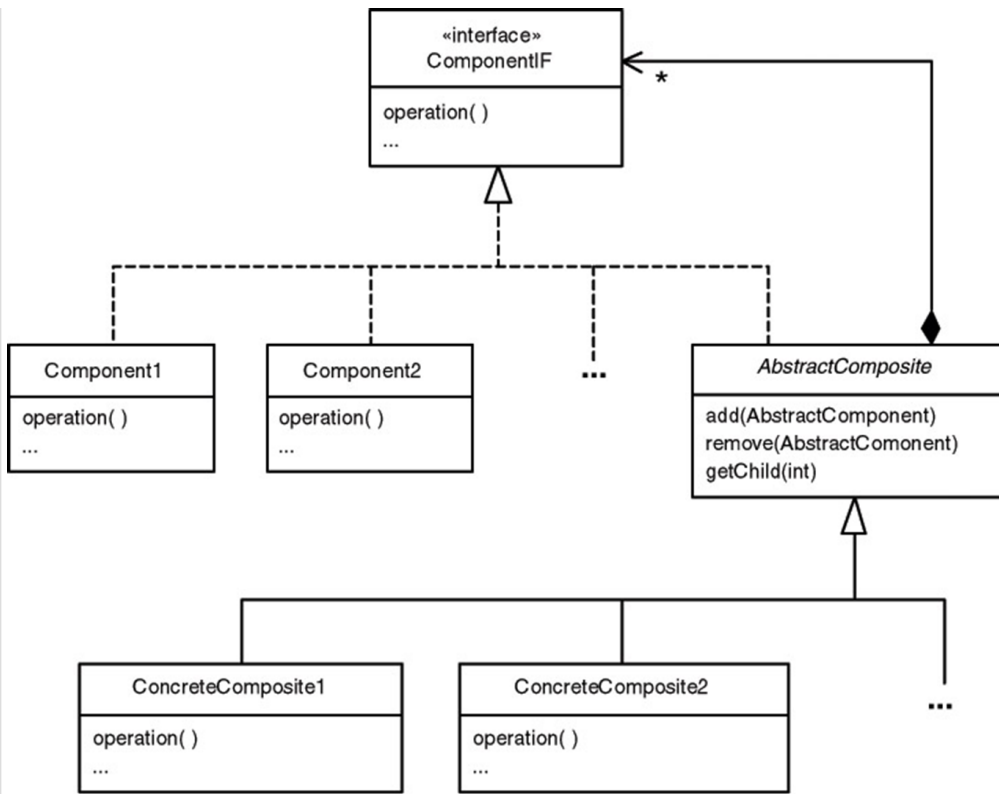 «interface»
ComponentIF
*
operation( )
...
Component1
operation( )
...
Component2
operation( )
...
...
AbstractComposite
add(AbstractComponent)
remove(AbstractComonent)
getChild(int)
ConcreteComposite1
operation( )
...
ConcreteComposite2
operation( )
...
...